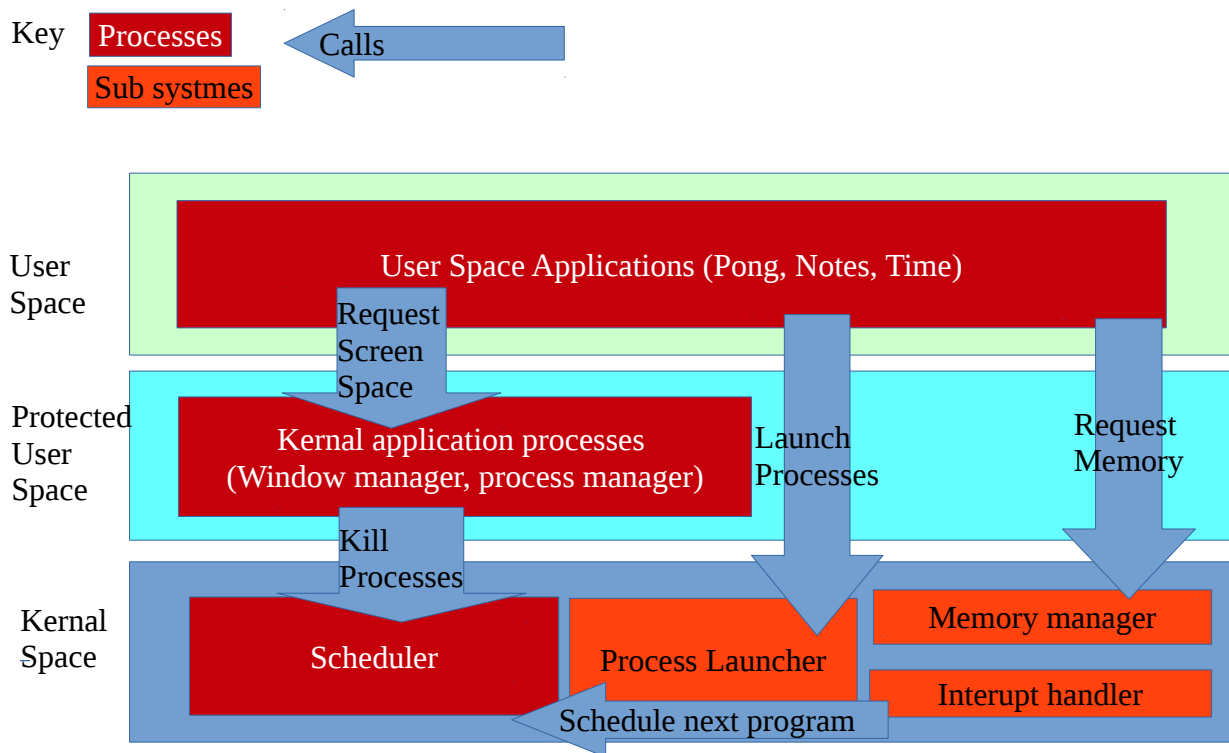 Key
Processes
Calls
Sub systmes
User Space Applications (Pong, Notes, Time)
User
Space
Request
Screen
Space
Protected
User
Space
Kernal application processes
(Window manager, process manager)
Launch
Processes
Request
Memory
Kill
Processes
Kernal
Space
Scheduler
Process Launcher
Memory manager
Interupt handler
Schedule next program